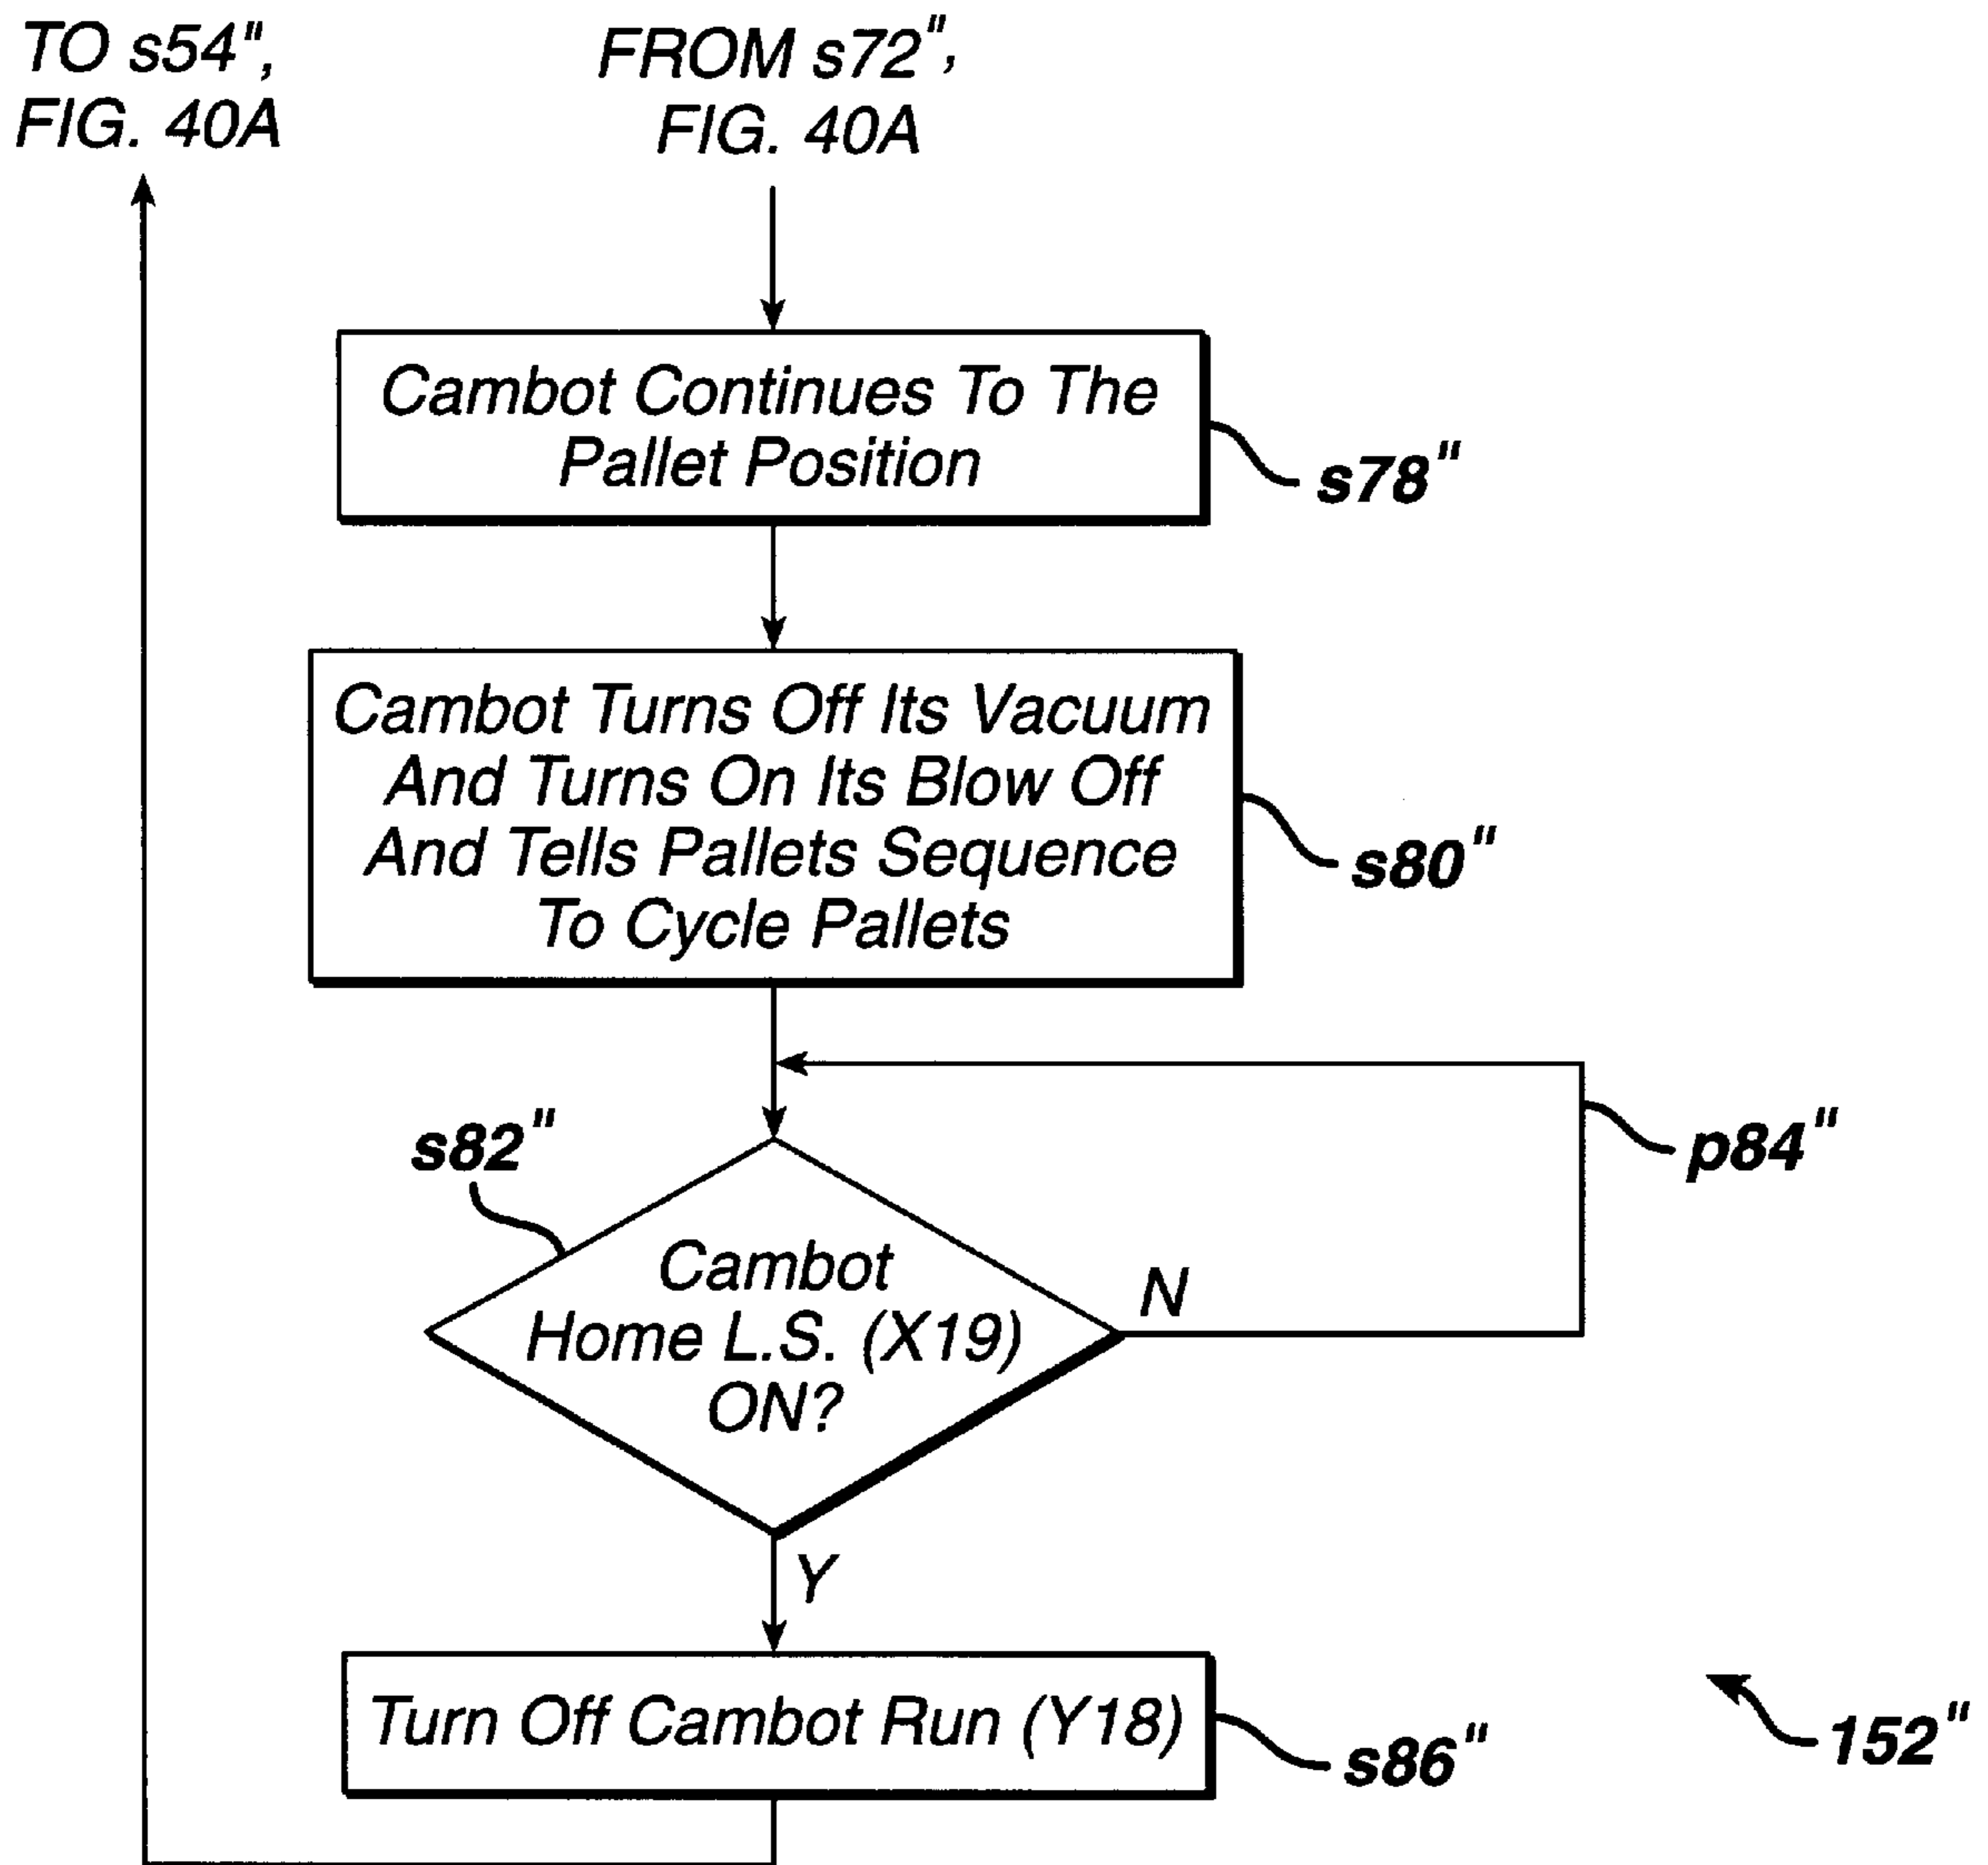 TO s54",
FIG. 40A
FROM s72",
FIG. 40A
Cambot Continues To The
Pallet Position
s78"
Cambot Turns Off Its Vacuum
And Turns On Its Blow Off
And Tells Pallets Sequence
To Cycle Pallets
s80"
s82"
p84"
Cambot
Home L.S. (X19)
ON?
N
Y
Turn Off Cambot Run (Y18)
s86"
152"